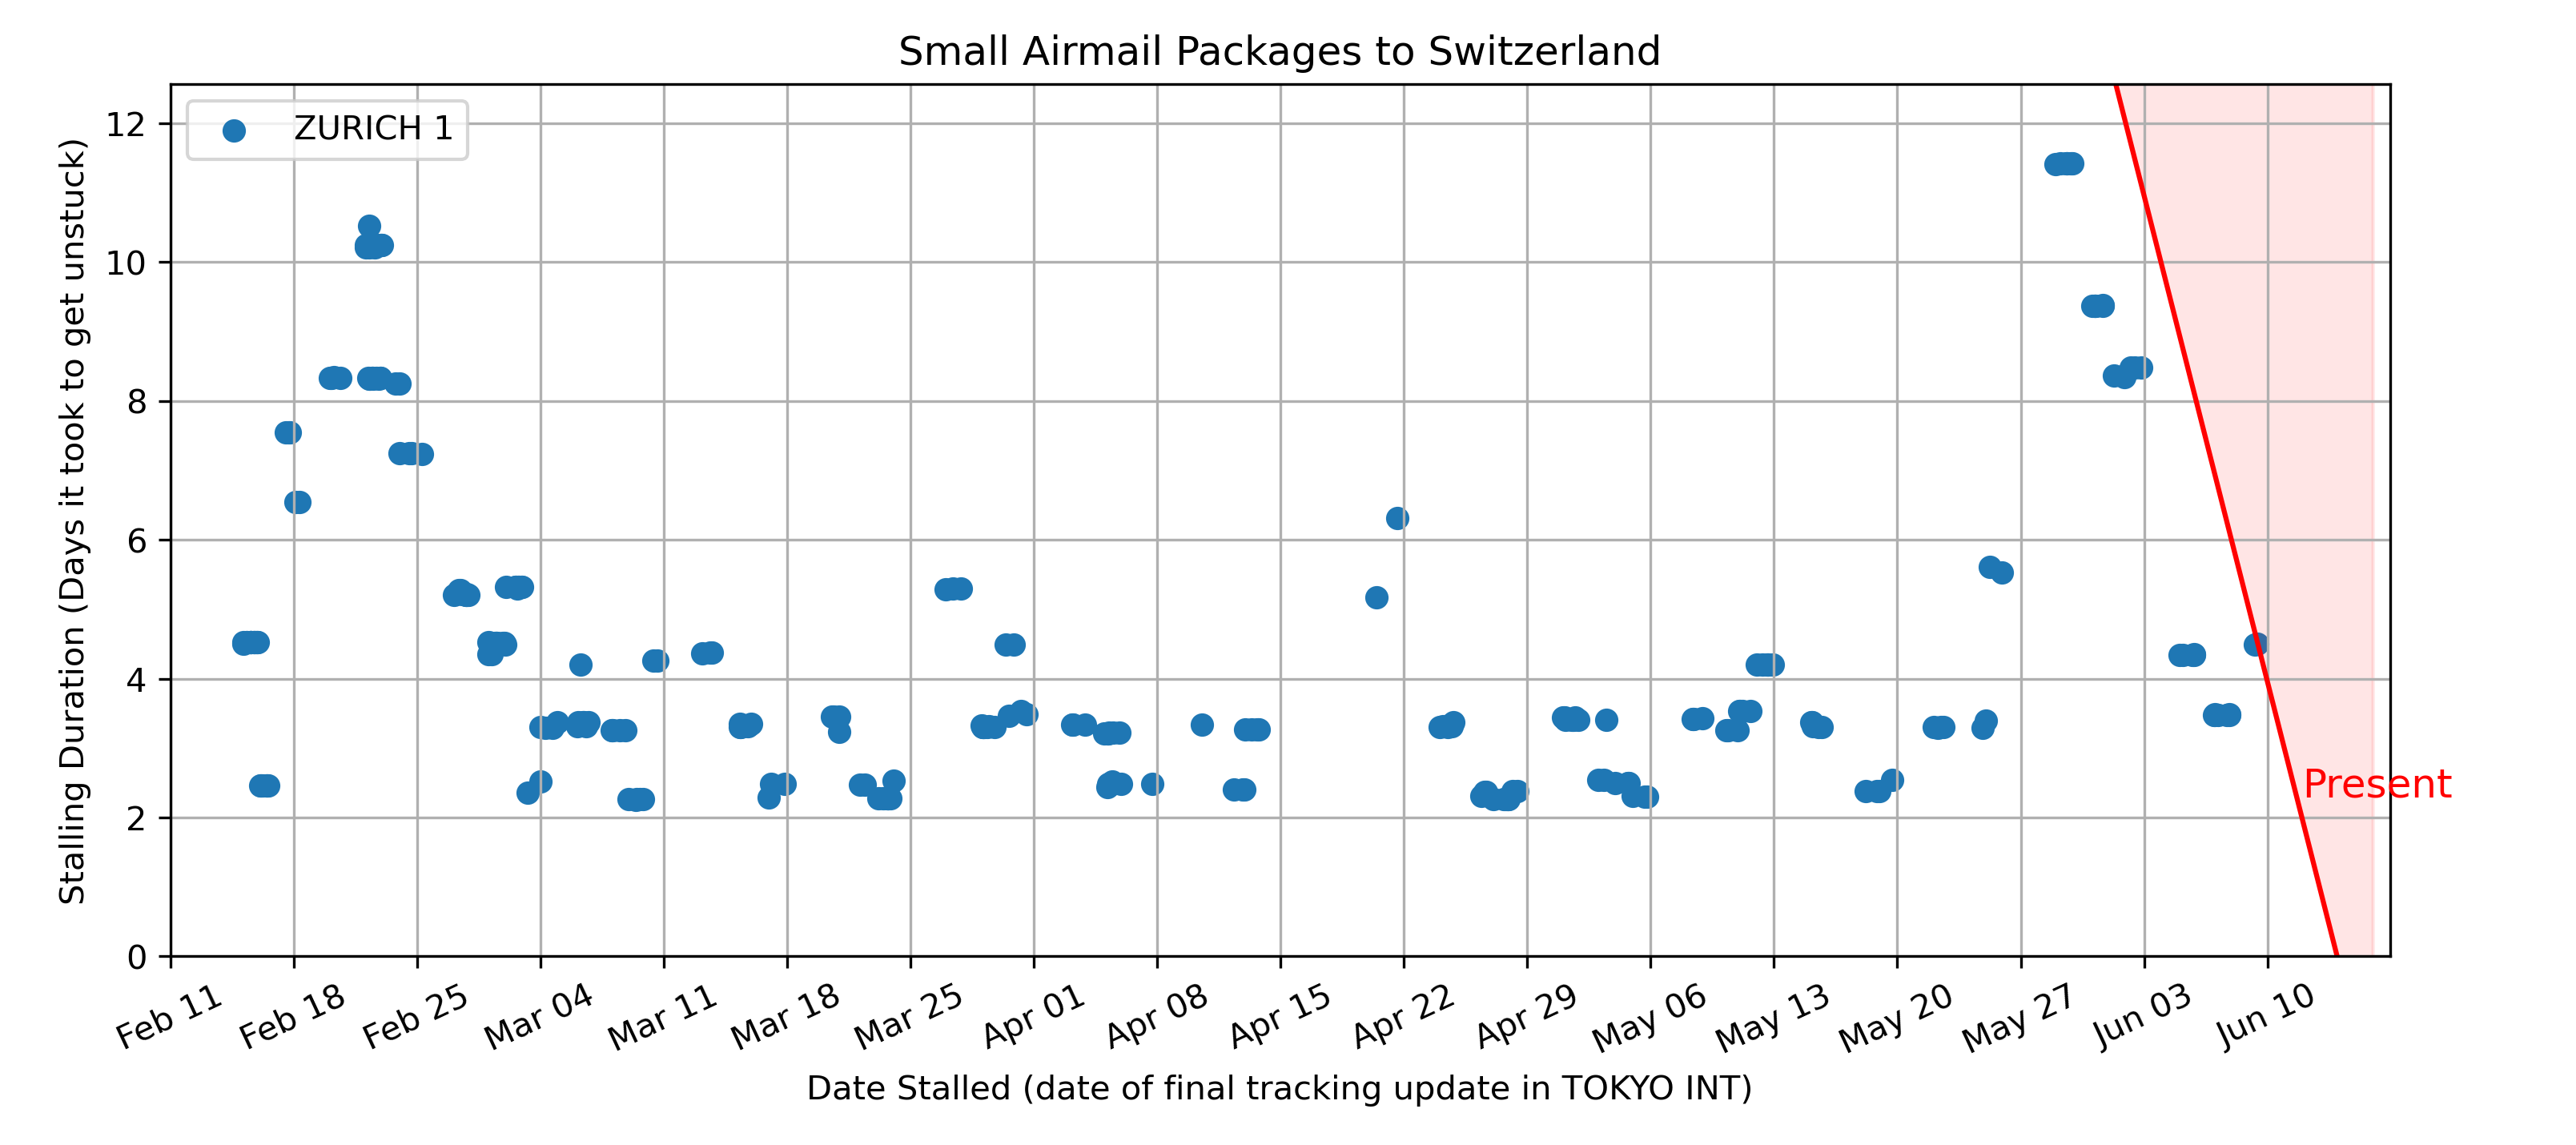 Small Airmail Packages to Switzerland
ZURICH 1
Stalling Duration (Days it took to get unstuck)
12
10
8
6
4
2
0
Present
Feb 11
Feb 18
Feb 25
Mar 04
Mar 11
Mar 18
Mar 25
Apr 01
Apr 08
Apr 15
Apr 22
Apr 29
May 06
May 13
May 20
May 27
Jun 03
Jun 10
Date Stalled (date of final tracking update in TOKYO INT)